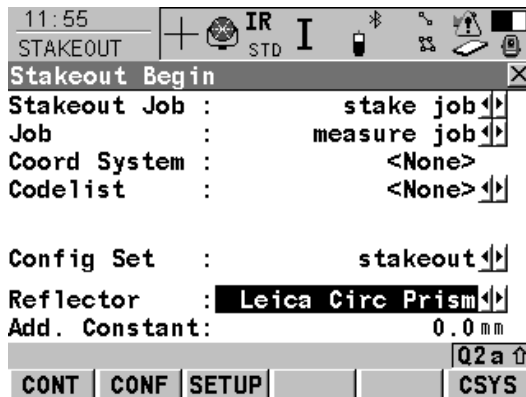 11:55
STAKEOUT
IR
STD
I
Stakeout Begin
Stakeout Job : stake job
Job : measure job
Coord System : <None>
Codelist : <None>
Config Set : stakeout
Reflector : Leica Circ Prism
Add. Constant: 0.0 mm
Q2 a
CONT CONF SETUP CSYS